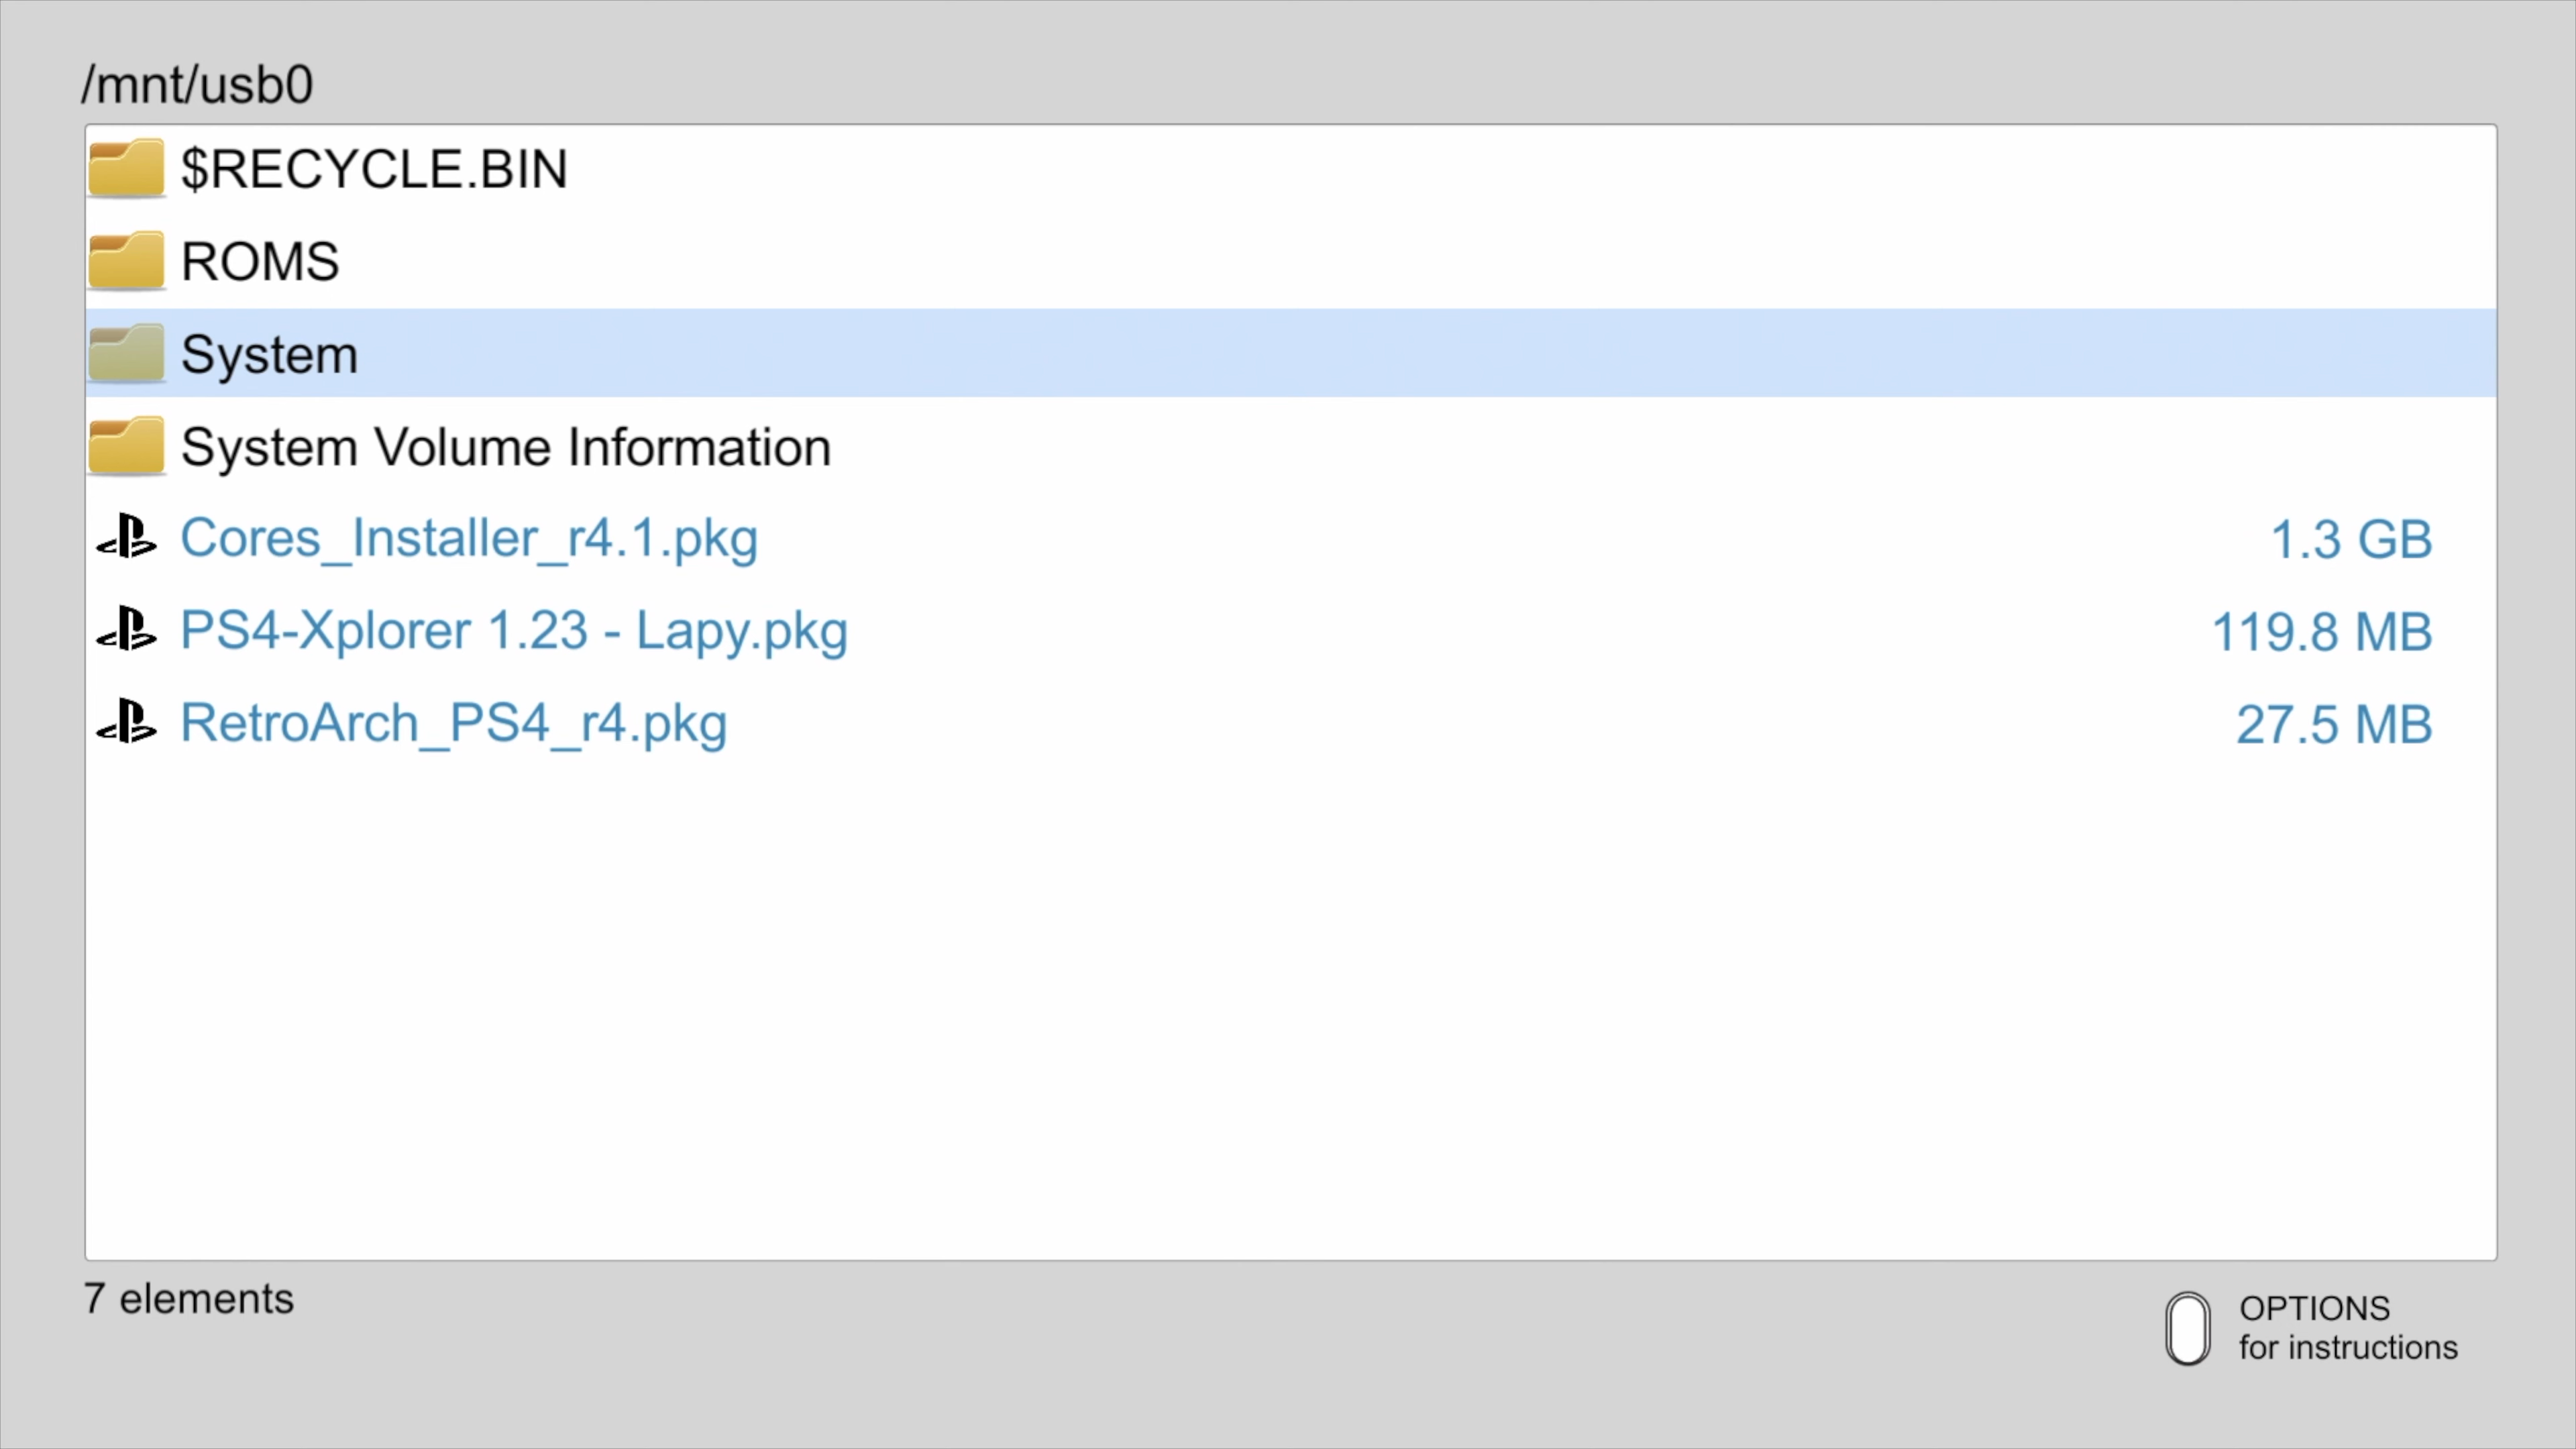 /mnt/usb0
$RECYCLE.BIN
ROMS
System
System Volume Information
Cores_Installer_r4.1.pkg 1.3 GB
PS4-Xplorer 1.23 - Lapy.pkg 119.8 MB
RetroArch_PS4_r4.pkg 27.5 MB
7 elements
OPTIONS
for instructions